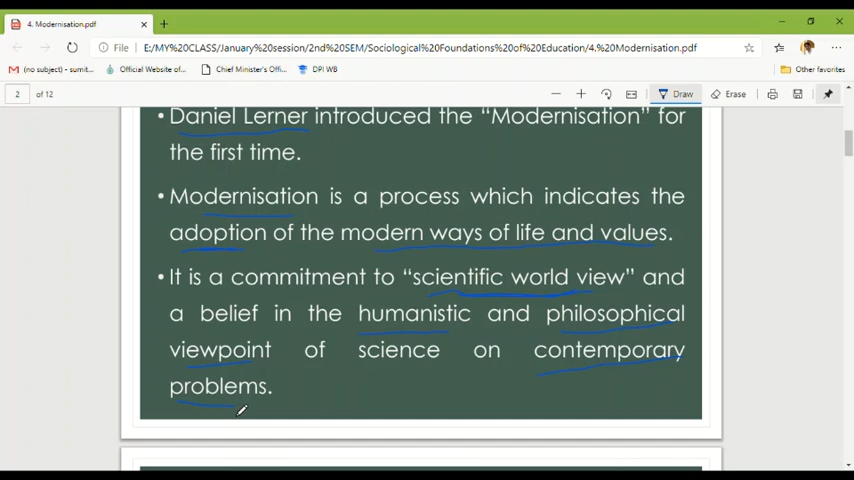 4. Modernisation.pdf
File
E:/MY%20CLASS/January%20session/2nd%20SEM/Sociological%20Foundations%20of%20Education/4.%20Modernisation.pdf
(no subject) - sumit...
Official Website of...
Chief Minister's Offi...
DPI WB
Other favorites
2 of 12
Draw
Erase
• Daniel Lerner introduced the “Modernisation” for
the first time.
• Modernisation is a process which indicates the
adoption of the modern ways of life and values.
• It is a commitment to “scientific world view” and
a belief in the humanistic and philosophical
viewpoint of science on contemporary
problems.